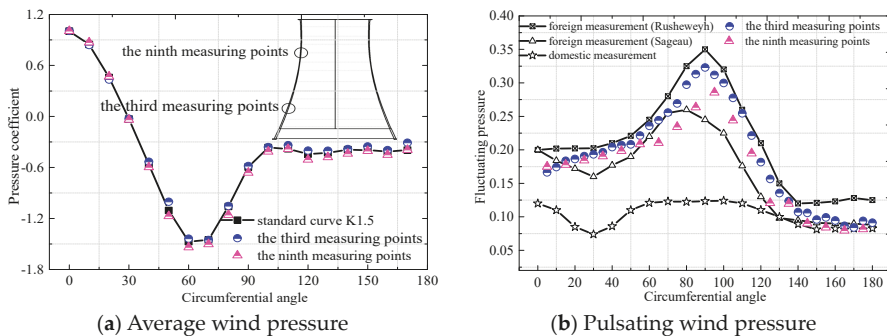 1.2
0.6
0.0
-0.6
-1.2
-1.8
Pressure coefficient
the ninth measuring points
the third measuring points
standard curve K1.5
the third measuring points
the ninth measuring points
0 30 60 90 120 150 180
Circumferential angle
(a) Average wind pressure
0.40
0.35
0.30
0.25
0.20
0.15
0.10
0.05
Fluctuating pressure
foreign measurement (Rusheweyh)
foreign measurement (Sageau)
domestic measurement
the third measuring points
the ninth measuring points
0 20 40 60 80 100 120 140 160 180
Circumferential angle
(b) Pulsating wind pressure